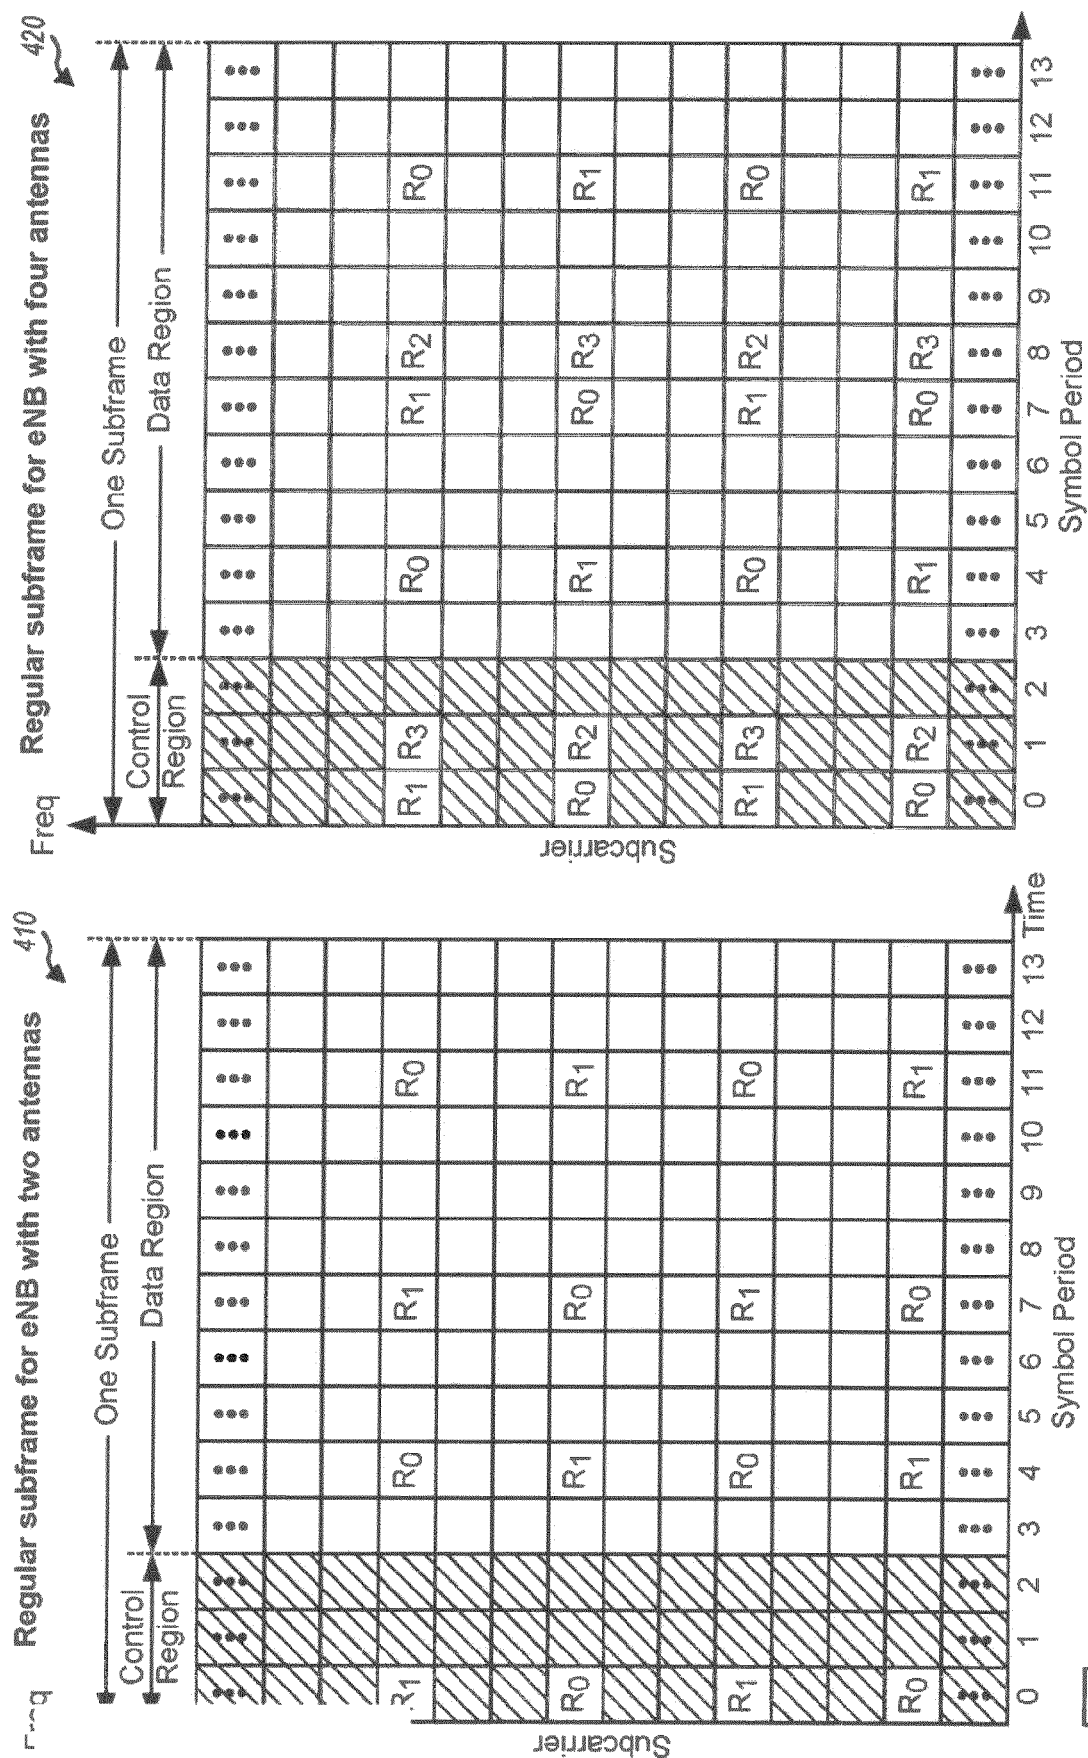 Regular subframe for eNB with two antennas
410
One Subframe
Control Region
Data Region
Subcarrier
R1 R0 R1 R0
R0 R1 R0 R1
R1 R0 R1 R0
R0 R1 R0 R1
0 1 2 3 4 5 6 7 8 9 10 11 12 13
Time
Symbol Period
Freq
Regular subframe for eNB with four antennas
420
One Subframe
Control Region
Data Region
Subcarrier
R1 R3 R0 R1 R2 R0
R0 R2 R1 R0 R3 R1
R1 R3 R0 R1 R2 R0
R0 R2 R1 R0 R3 R1
0 1 2 3 4 5 6 7 8 9 10 11 12 13
Symbol Period